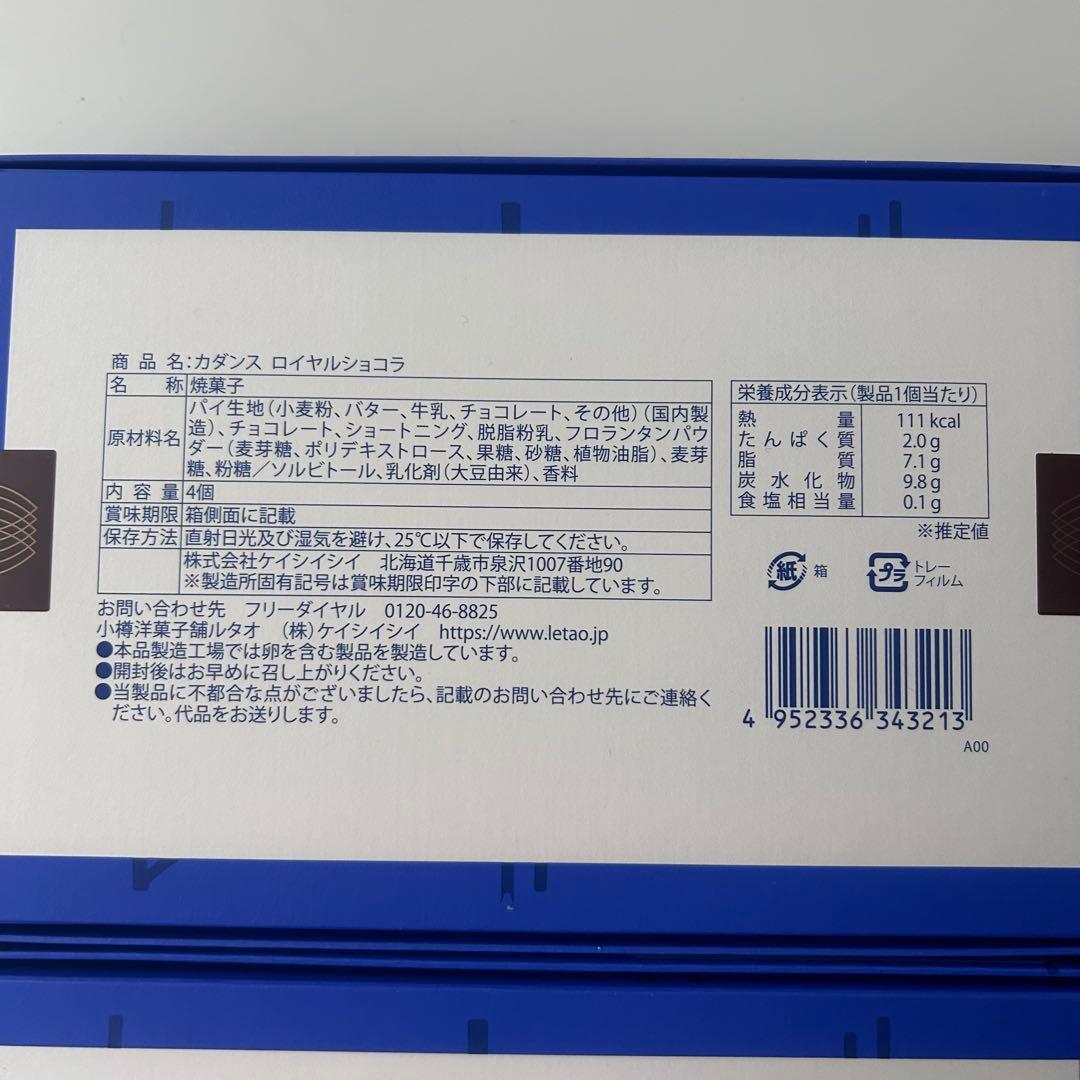 商品名:カダンス ロイヤルショコラ
名称 焼菓子
原材料名 パイ生地(小麦粉、バター、牛乳、チョコレート、その他)(国内製
造)、チョコレート、ショートニング、脱脂粉乳、フロランタンパウ
ダー(麦芽糖、ポリデキストロース、果糖、砂糖、植物油脂)、麦芽
糖、粉糖/ソルビトール、乳化剤(大豆由来)、香料
内容量 4個
賞味期限 箱側面に記載
保存方法 直射日光及び湿気を避け、25℃以下で保存してください。
株式会社ケイシイシイ 北海道千歳市泉沢1007番地90
※製造所固有記号は賞味期限印字の下部に記載しています。
お問い合わせ先 フリーダイヤル 0120-46-8825
小樽洋菓子舗ルタオ (株)ケイシイシイ https://www.letao.jp
●本品製造工場では卵を含む製品を製造しています。
●開封後はお早めに召し上がりください。
●当製品に不都合な点がございましたら、記載のお問い合わせ先にご連絡く
ださい。代品をお送りします。
栄養成分表示(製品1個当たり)
熱量 111kcal
たんぱく質 2.0g
脂質 7.1g
炭水化物 9.8g
食塩相当量 0.1g
※推定値
紙 箱
プラ トレー
フィルム
4 952336 343213
A00